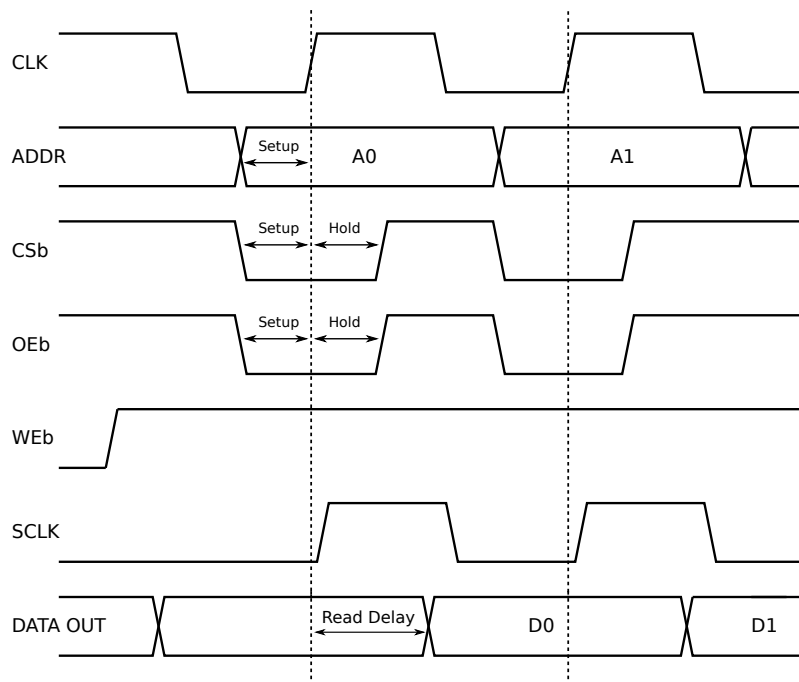 CLK
ADDR
Setup
A0
A1
CSb
Setup
Hold
OEb
Setup
Hold
WEb
SCLK
DATA OUT
Read Delay
D0
D1